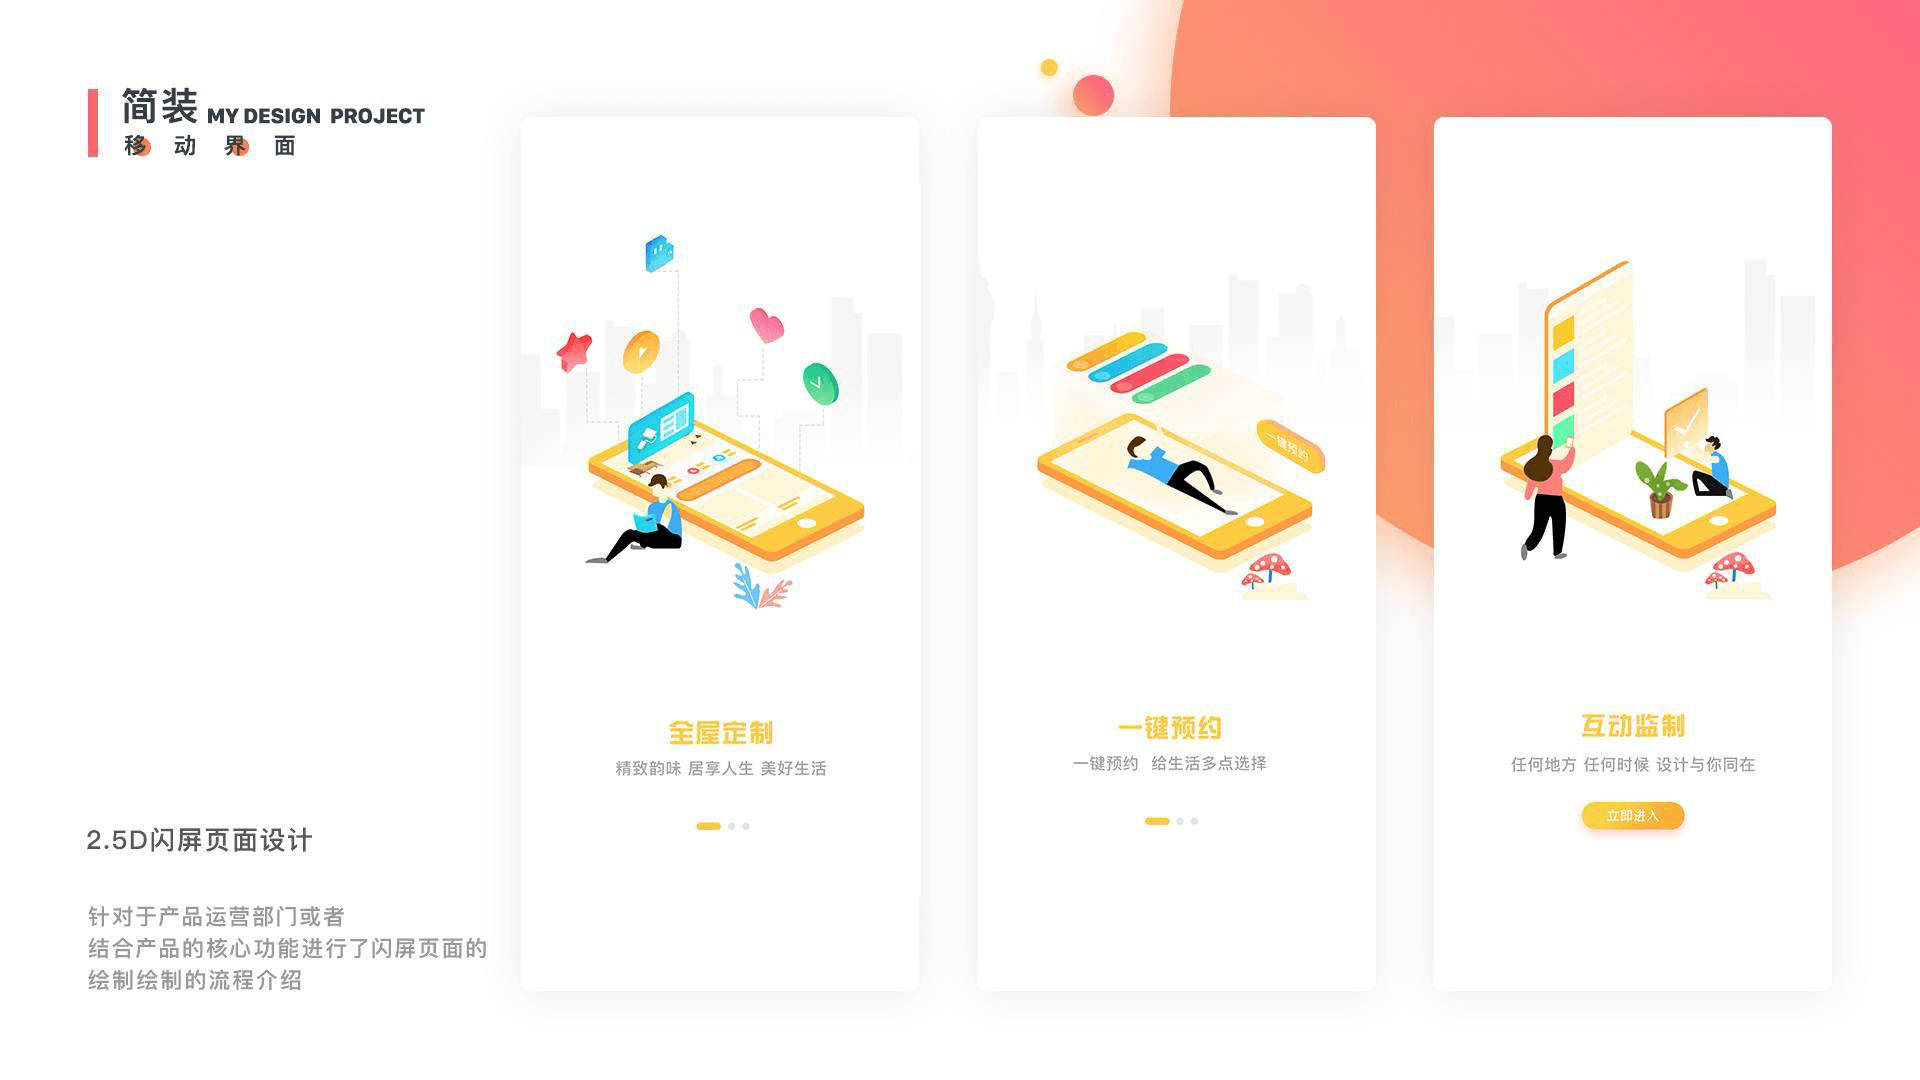 简装 MY DESIGN PROJECT
移动界面
一键预约
全屋定制
精致韵味 居享人生 美好生活
一键预约
一键预约 给生活多点选择
互动监制
任何地方 任何时候 设计与你同在
立即进入
2.5D闪屏页面设计
针对于产品运营部门或者
结合产品的核心功能进行了闪屏页面的
绘制绘制的流程介绍